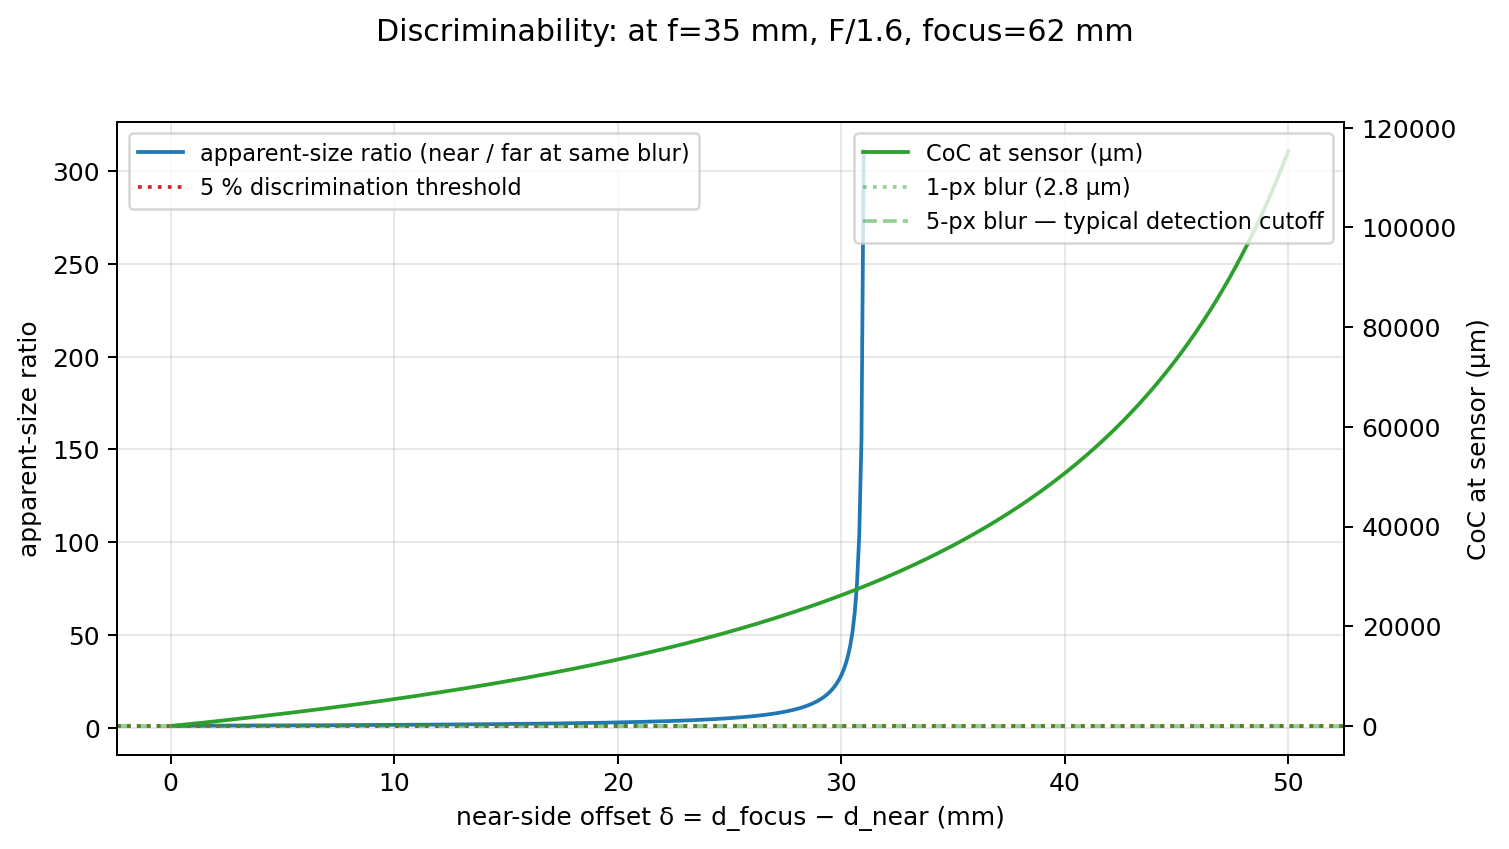 Discriminability: at f=35 mm, F/1.6, focus=62 mm
apparent-size ratio (near / far at same blur)
5 % discrimination threshold
CoC at sensor (µm)
1-px blur (2.8 µm)
5-px blur — typical detection cutoff
apparent-size ratio
300
250
200
150
100
50
0
120000
100000
80000
60000
40000
20000
0
CoC at sensor (µm)
0 10 20 30 40 50
near-side offset δ = d_focus − d_near (mm)